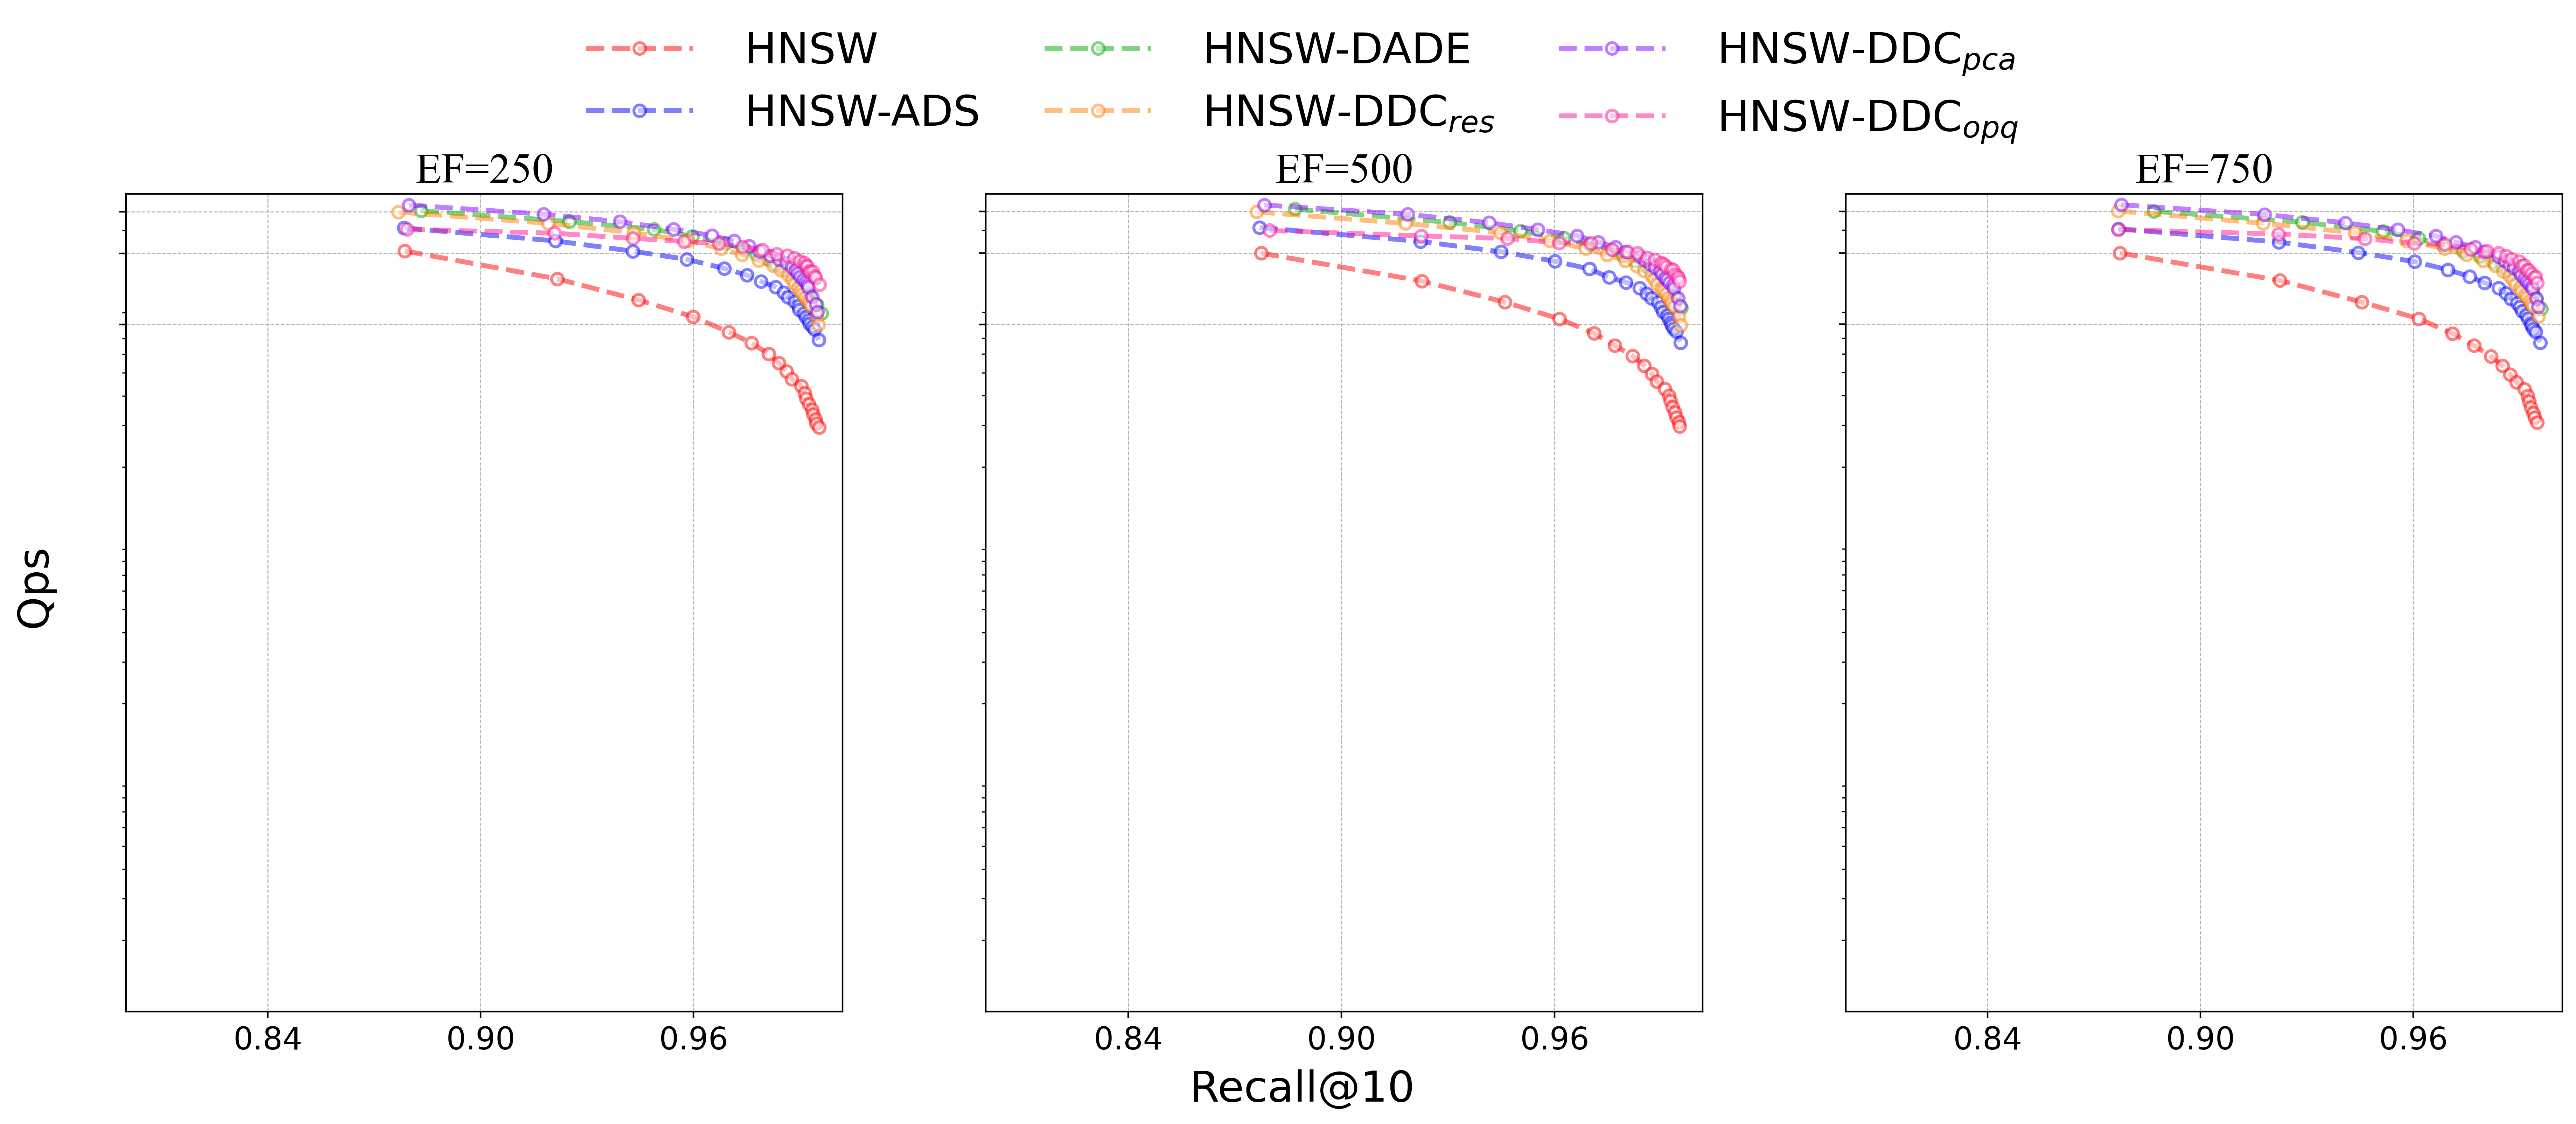 HNSW HNSW-DADE HNSW-DDCpca
HNSW-ADS HNSW-DDCres HNSW-DDCopq
EF=250 EF=500 EF=750
Qps
0.84 0.90 0.96 0.84 0.90 0.96 0.84 0.90 0.96
Recall@10